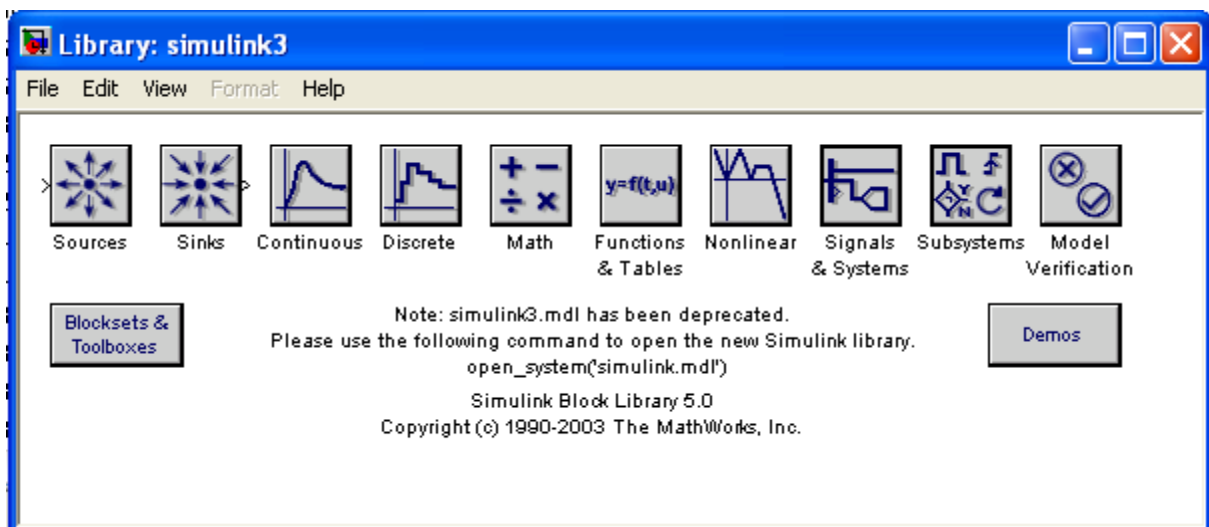 Library: simulink3
File Edit View Format Help
y=f(t,u)
Y
N
Sources Sinks Continuous Discrete Math Functions Nonlinear Signals Subsystems Model
& Tables & Systems Verification
Blocksets &
Toolboxes
Note: simulink3.mdl has been deprecated.
Please use the following command to open the new Simulink library.
open_system('simulink.mdl')
Demos
Simulink Block Library 5.0
Copyright (c) 1990-2003 The MathWorks, Inc.